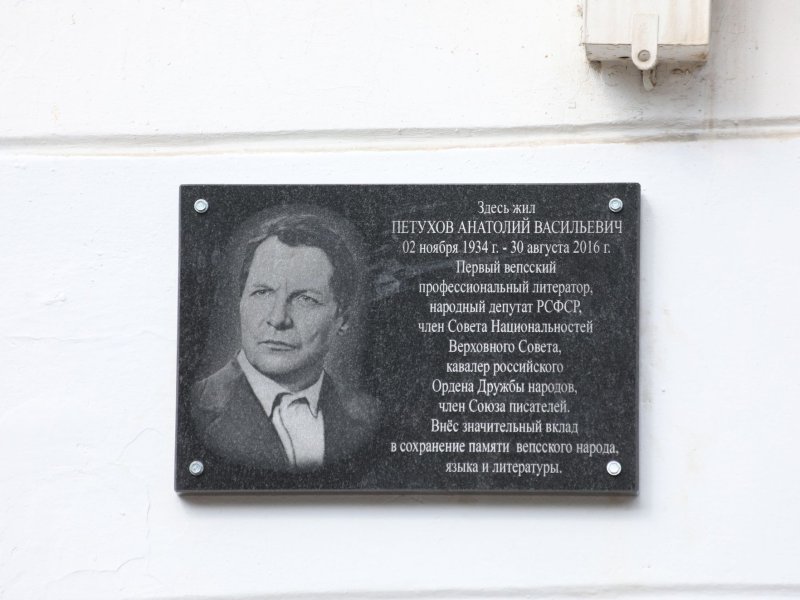 Здесь жил
ПЕТУХОВ АНАТОЛИЙ ВАСИЛЬЕВИЧ
02 ноября 1934 г. - 30 августа 2016 г.
Первый вепсский
профессиональный литератор,
народный депутат РСФСР,
член Совета Национальностей
Верховного Совета,
кавалер российского
Ордена Дружбы народов,
член Союза писателей.
Внёс значительный вклад
в сохранение памяти вепсского народа,
языка и литературы.